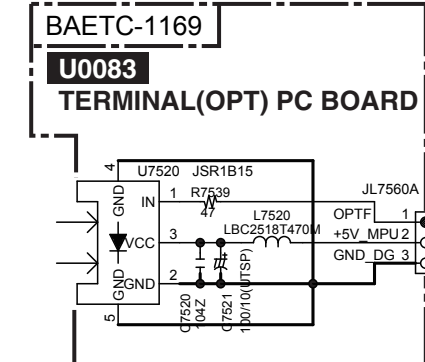 BAETC-1169
U0083
TERMINAL(OPT) PC BOARD
4
U7520 JSR1B15
GND
IN
1
R7539
47
JL7560A
OPTF
1
L7520
LBC2518T470M
VCC
3
+5V_MPU
2
GND
2
GND_DG
3
GND
5
C7520
104Z
C7521
100/10(UTSP)